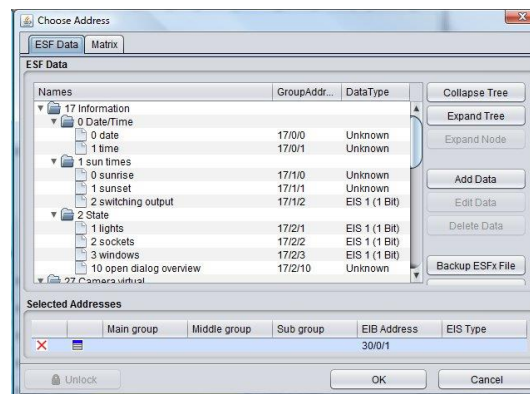 Choose Address
ESF Data Matrix
ESF Data
Names GroupAddr... DataType
17 Information
0 Date/Time
0 date 17/0/0 Unknown
1 time 17/0/1 Unknown
1 sun times
0 sunrise 17/1/0 Unknown
1 sunset 17/1/1 Unknown
2 switching output 17/1/2 EIS 1 (1 Bit)
2 State
1 lights 17/2/1 EIS 1 (1 Bit)
2 sockets 17/2/2 EIS 1 (1 Bit)
3 windows 17/2/3 EIS 1 (1 Bit)
10 open dialog overview 17/2/10 Unknown
27 Camera virtual
Collapse Tree
Expand Tree
Expand Node
Add Data
Edit Data
Delete Data
Backup ESFx File
Selected Addresses
Main group Middle group Sub group EIB Address EIS Type
30/0/1
Unlock OK Cancel